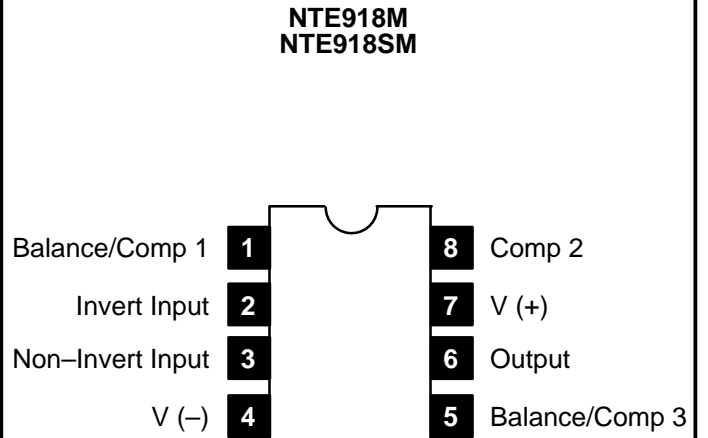 NTE918M
NTE918SM
Balance/Comp 1 1 8 Comp 2
Invert Input 2 7 V (+)
Non–Invert Input 3 6 Output
V (–) 4 5 Balance/Comp 3